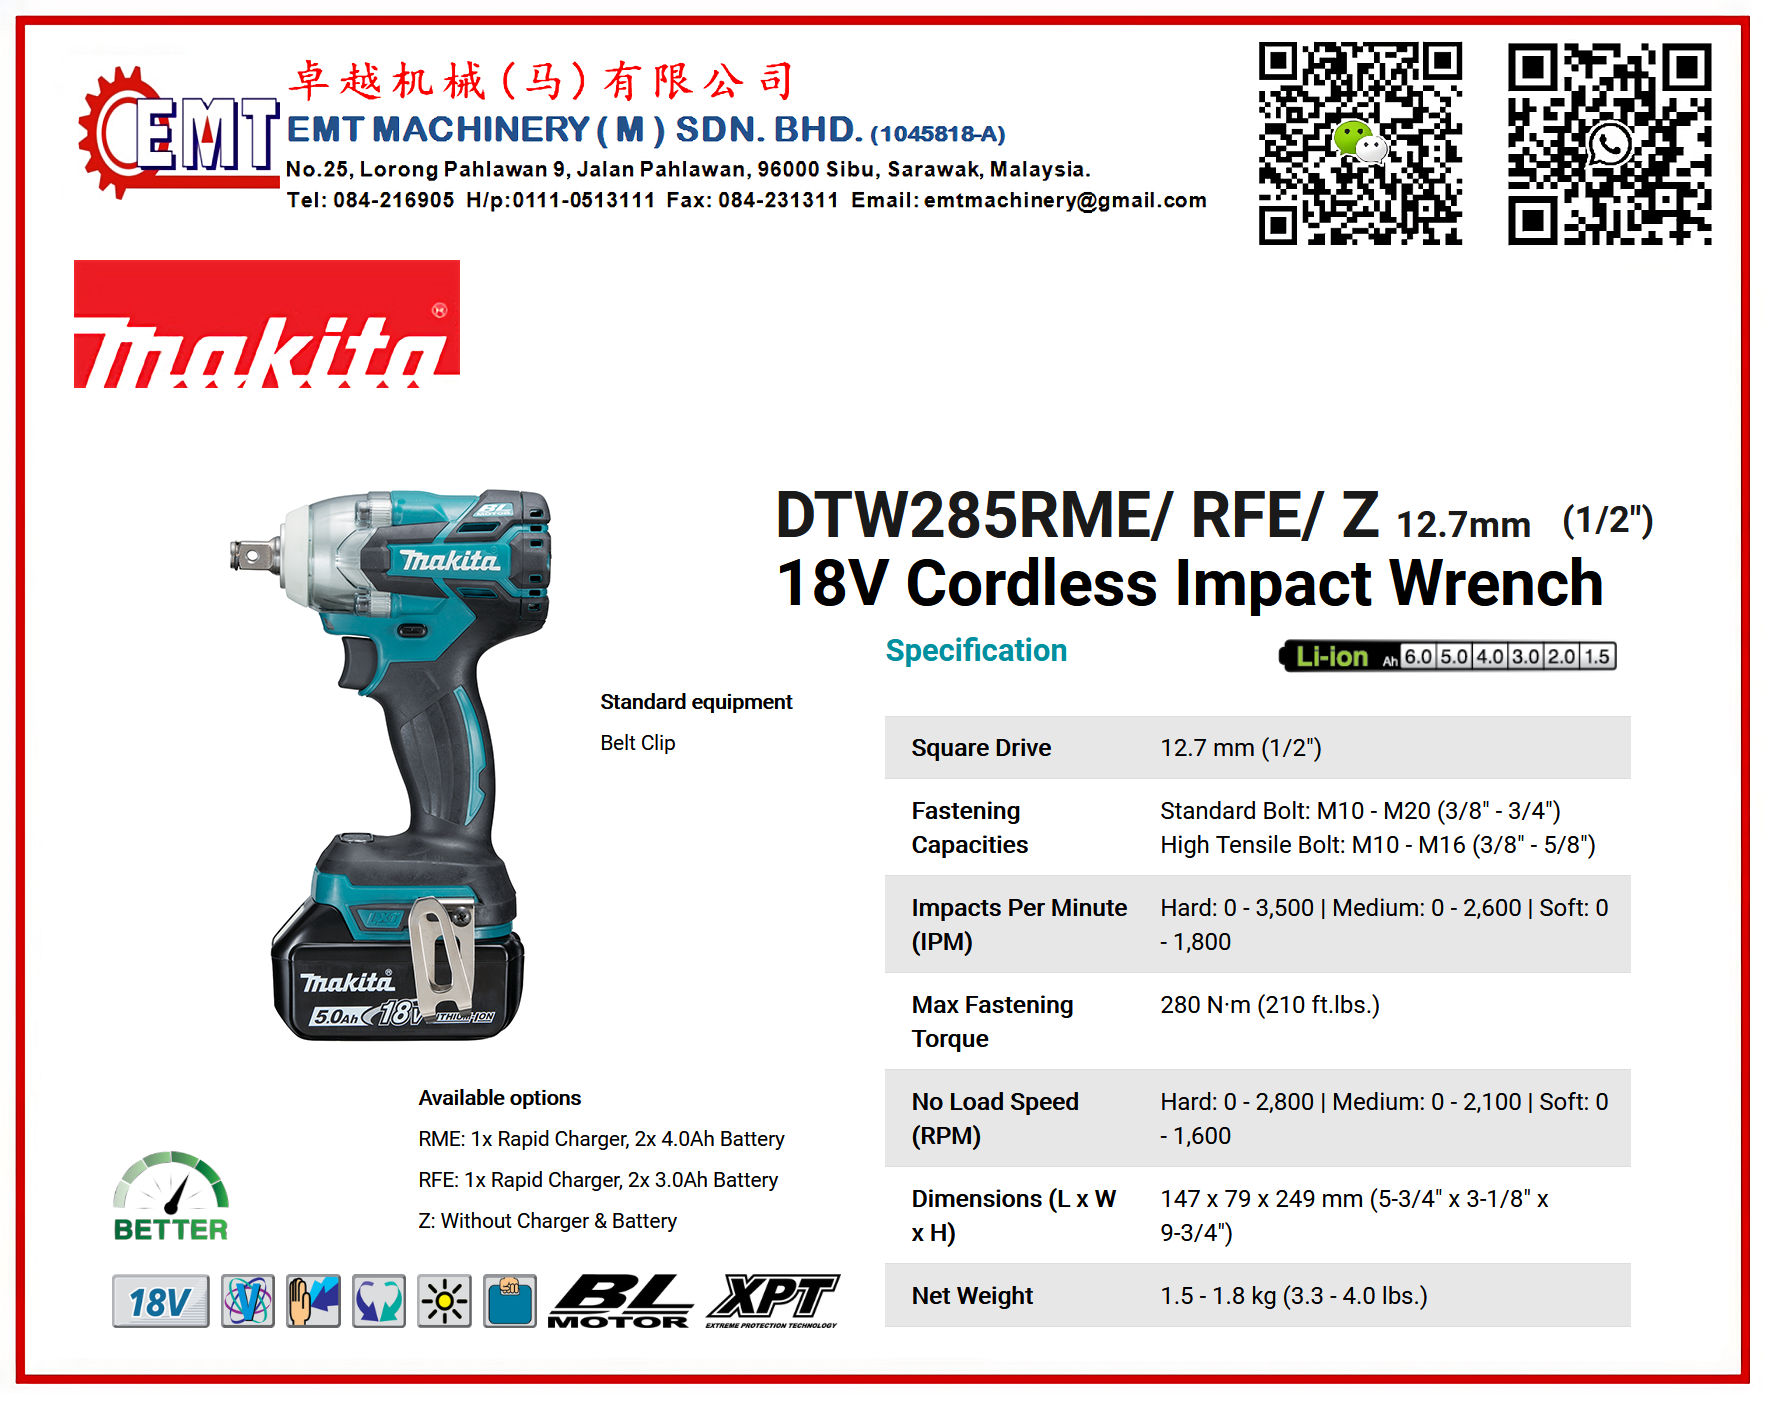 卓越机械(马)有限公司
EMT
EMT MACHINERY ( M ) SDN. BHD. (1045818-A)
No.25, Lorong Pahlawan 9, Jalan Pahlawan, 96000 Sibu, Sarawak, Malaysia.
Tel: 084-216905 H/p:0111-0513111 Fax: 084-231311 Email: emtmachinery@gmail.com
makita
DTW285RME/ RFE/ Z 12.7mm (1/2")
18V Cordless Impact Wrench
Specification
Li-ion Ah 6.0 5.0 4.0 3.0 2.0 1.5
BL
MOTOR
makita
Standard equipment
Belt Clip
LXT
makita
5.0Ah 18V LITHIUM-ION
Square Drive 12.7 mm (1/2")
Fastening Capacities Standard Bolt: M10 - M20 (3/8" - 3/4")
High Tensile Bolt: M10 - M16 (3/8" - 5/8")
Impacts Per Minute (IPM) Hard: 0 - 3,500 | Medium: 0 - 2,600 | Soft: 0 - 1,800
Max Fastening Torque 280 N·m (210 ft.lbs.)
No Load Speed (RPM) Hard: 0 - 2,800 | Medium: 0 - 2,100 | Soft: 0 - 1,600
Dimensions (L x W x H) 147 x 79 x 249 mm (5-3/4" x 3-1/8" x 9-3/4")
Net Weight 1.5 - 1.8 kg (3.3 - 4.0 lbs.)
Available options
RME: 1x Rapid Charger, 2x 4.0Ah Battery
RFE: 1x Rapid Charger, 2x 3.0Ah Battery
Z: Without Charger & Battery
BETTER
18V
V
BL
MOTOR
XPT
EXTREME PROTECTION TECHNOLOGY